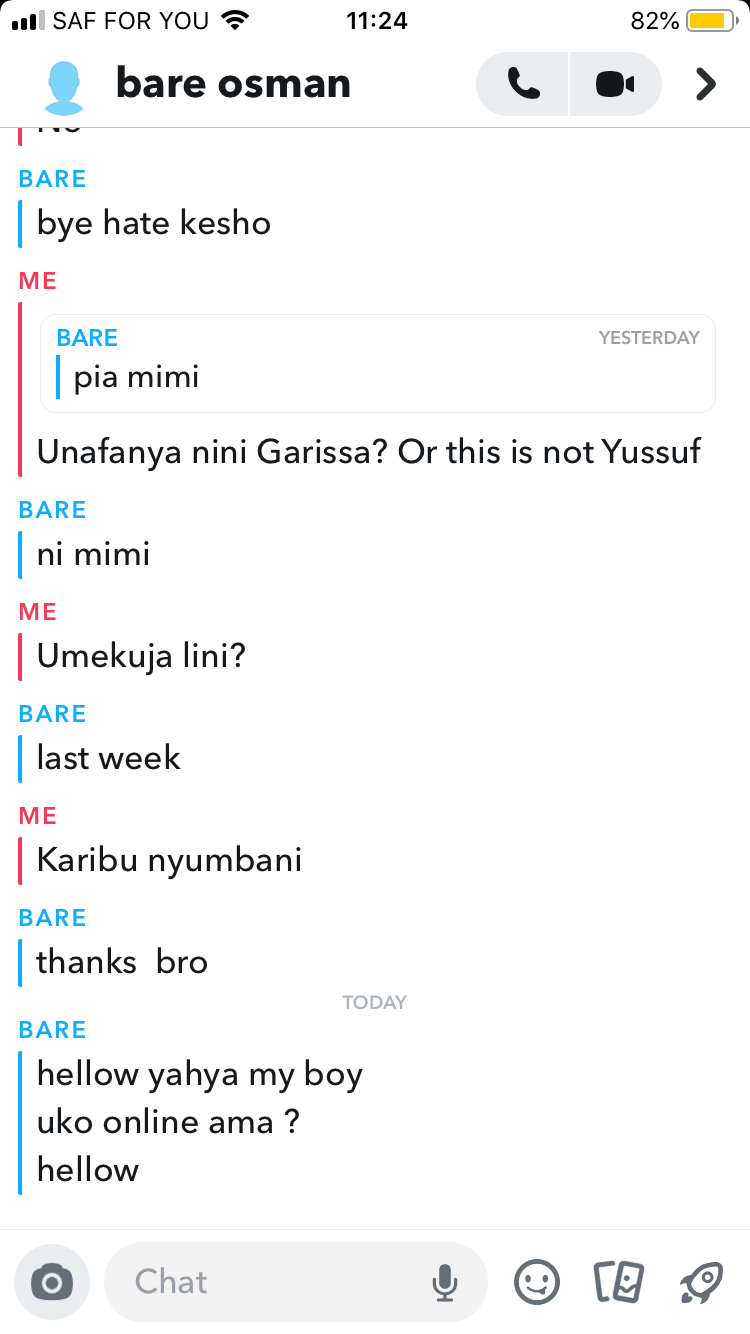 SAF FOR YOU 11:24 82%
bare osman
No
BARE
bye hate kesho
ME
BARE YESTERDAY
pia mimi
Unafanya nini Garissa? Or this is not Yussuf
BARE
ni mimi
ME
Umekuja lini?
BARE
last week
ME
Karibu nyumbani
BARE
thanks bro
TODAY
BARE
hellow yahya my boy
uko online ama ?
hellow
Chat